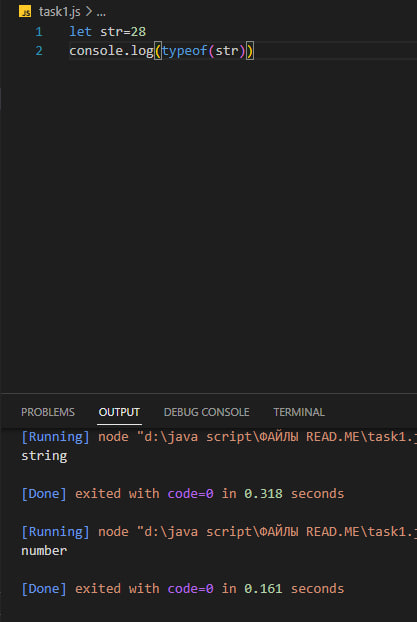 JS task1.js > ...
1 let str=28
2 console.log(typeof(str))
PROBLEMS OUTPUT DEBUG CONSOLE TERMINAL
[Running] node "d:\java script\ФАЙЛЫ READ.ME\task1.j
string
[Done] exited with code=0 in 0.318 seconds
[Running] node "d:\java script\ФАЙЛЫ READ.ME\task1.j
number
[Done] exited with code=0 in 0.161 seconds